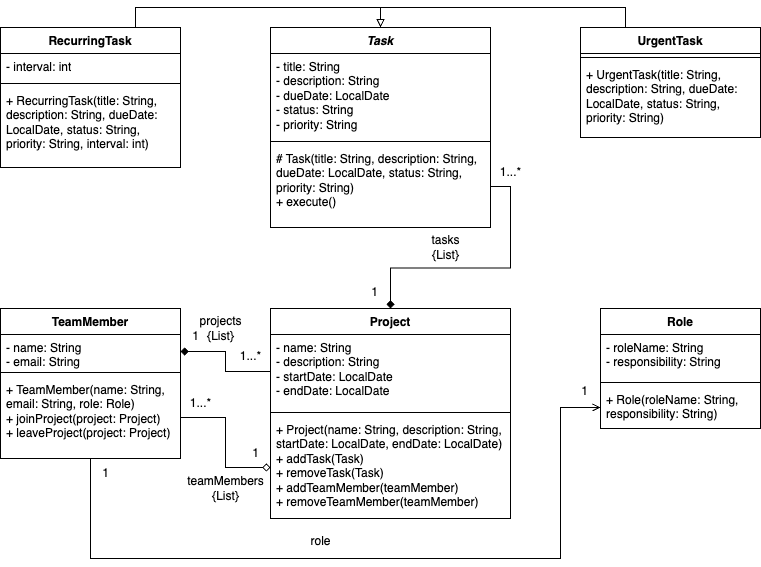 RecurringTask
- interval: int
+ RecurringTask(title: String,
description: String, dueDate:
LocalDate, status: String,
priority: String, interval: int)
Task
- title: String
- description: String
- dueDate: LocalDate
- status: String
- priority: String
# Task(title: String, description: String,
dueDate: LocalDate, status: String,
priority: String)
+ execute()
UrgentTask
+ UrgentTask(title: String,
description: String, dueDate:
LocalDate, status: String,
priority: String)
1...*
tasks
{List}
1
TeamMember
- name: String
- email: String
+ TeamMember(name: String,
email: String, role: Role)
+ joinProject(project: Project)
+ leaveProject(project: Project)
projects
1 {List}
1...*
1...*
1
teamMembers
{List}
Project
- name: String
- description: String
- startDate: LocalDate
- endDate: LocalDate
+ Project(name: String, description: String,
startDate: LocalDate, endDate: LocalDate)
+ addTask(Task)
+ removeTask(Task)
+ addTeamMember(teamMember)
+ removeTeamMember(teamMember)
Role
- roleName: String
- responsibility: String
+ Role(roleName: String,
responsibility: String)
1
1
role